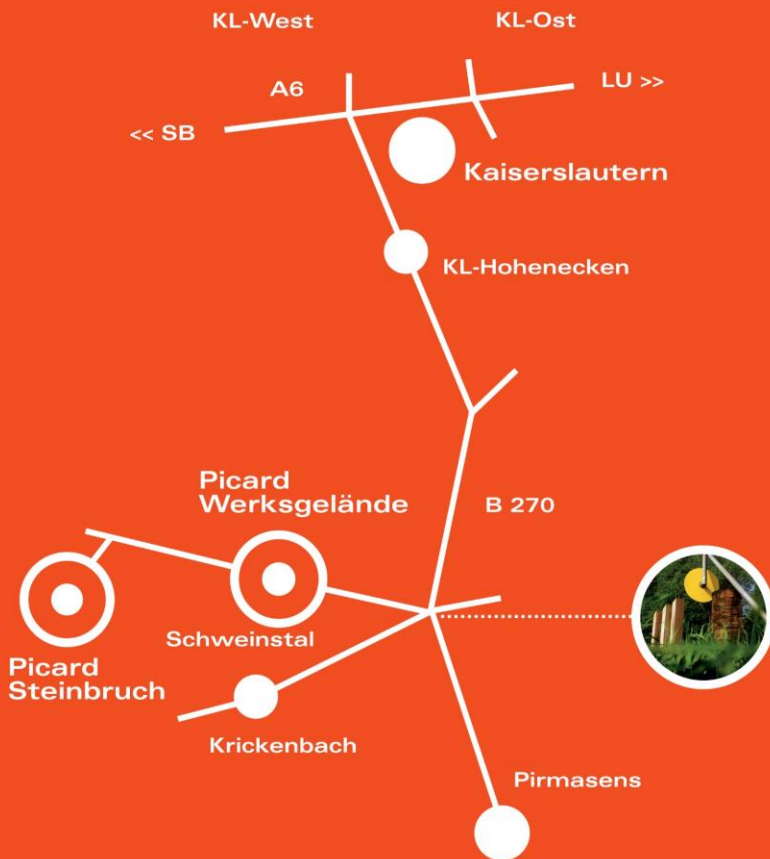 KL-West
KL-Ost
A6
LU >>
<< SB
Kaiserslautern
KL-Hohenecken
Picard
Werksgelände
B 270
Schweinstal
Picard
Steinbruch
Krickenbach
Pirmasens